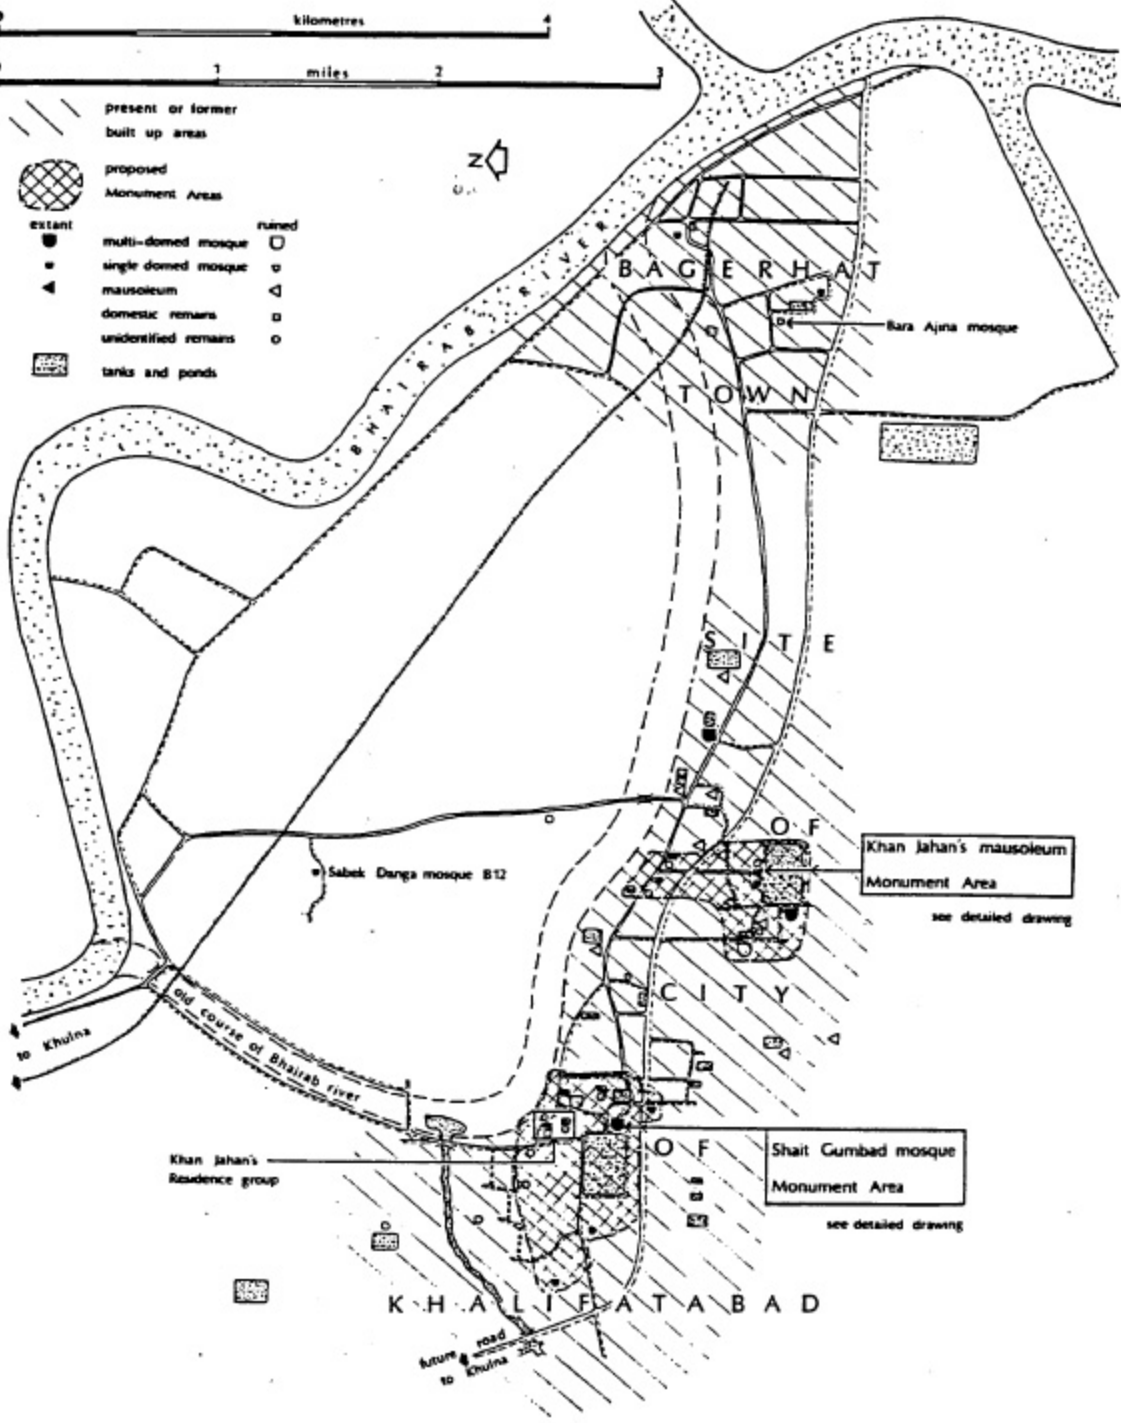 kilometres
4
1
miles
2
3
present or former
built up areas
proposed
Monument Areas
extant
ruined
multi-domed mosque
single domed mosque
mausoleum
domestic remains
unidentified remains
tanks and ponds
N
BHAIRAB RIVER
BAGERHAT
TOWN
Bara Ajina mosque
SITE
OF
Khan Jahan's mausoleum
Monument Area
see detailed drawing
Sabek Danga mosque B12
CITY
to Khulna
old course of Bhairab river
OF
Shait Gumbad mosque
Monument Area
see detailed drawing
Khan Jahan's
Residence group
KHALIFATABAD
future road
to Khulna